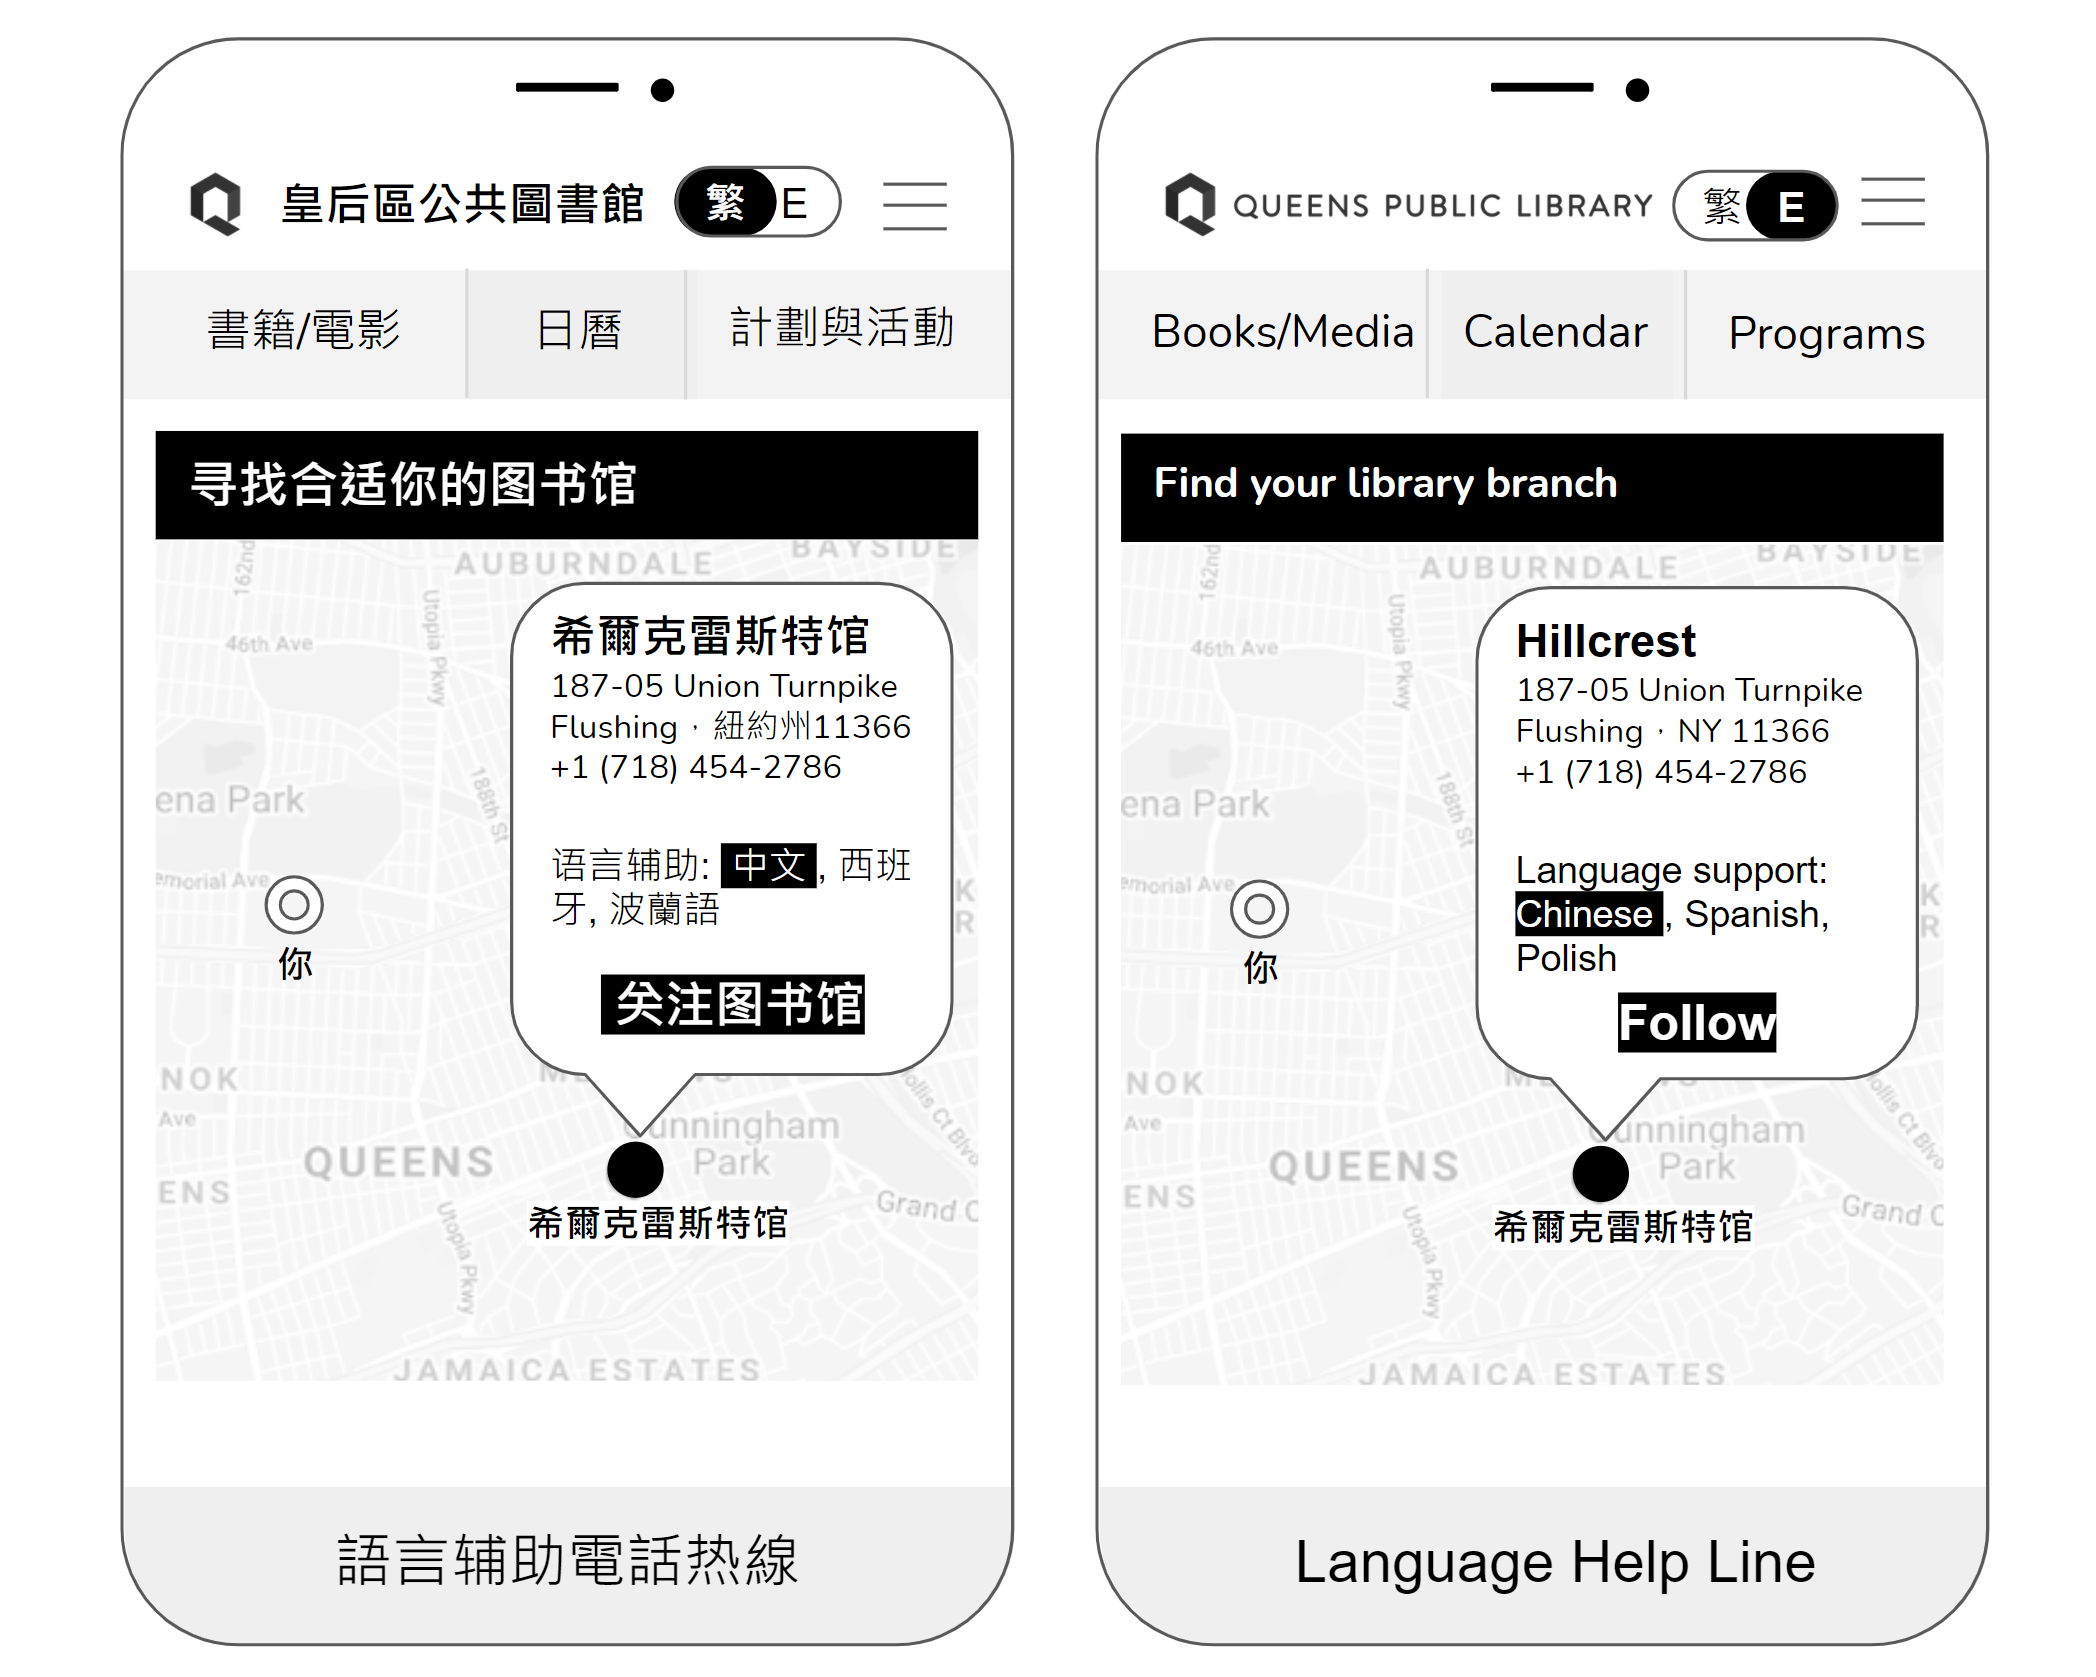 皇后區公共圖書館
繁 E
書籍/電影 日曆 計劃與活動
寻找合适你的图书馆
162nd
AUBURNDALE
BAYSIDE
Utopia Pkwy
46th Ave
希爾克雷斯特馆
187-05 Union Turnpike
Flushing，紐約州11366
+1 (718) 454-2786
188th St
ena Park
语言辅助: 中文, 西班
牙, 波蘭語
emorial Ave
K
R
你
关注图书馆
NOK
Ave
ollis Ct Blvd
Cunningham
Park
QUEENS
ENS
Grand C
希爾克雷斯特馆
Utopia Pkwy
JAMAICA ESTATES
語言辅助電話热線
QUEENS PUBLIC LIBRARY
繁 E
Books/Media Calendar Programs
Find your library branch
162nd
AUBURNDALE
BAYSIDE
Utopia Pkwy
46th Ave
Hillcrest
187-05 Union Turnpike
Flushing，NY 11366
+1 (718) 454-2786
188th St
ena Park
Language support:
Chinese , Spanish,
Polish
emorial Ave
K
R
你
Follow
NOK
Ave
ollis Ct Blvd
Cunningham
Park
QUEENS
ENS
Grand C
希爾克雷斯特馆
Utopia Pkwy
JAMAICA ESTATES
Language Help Line